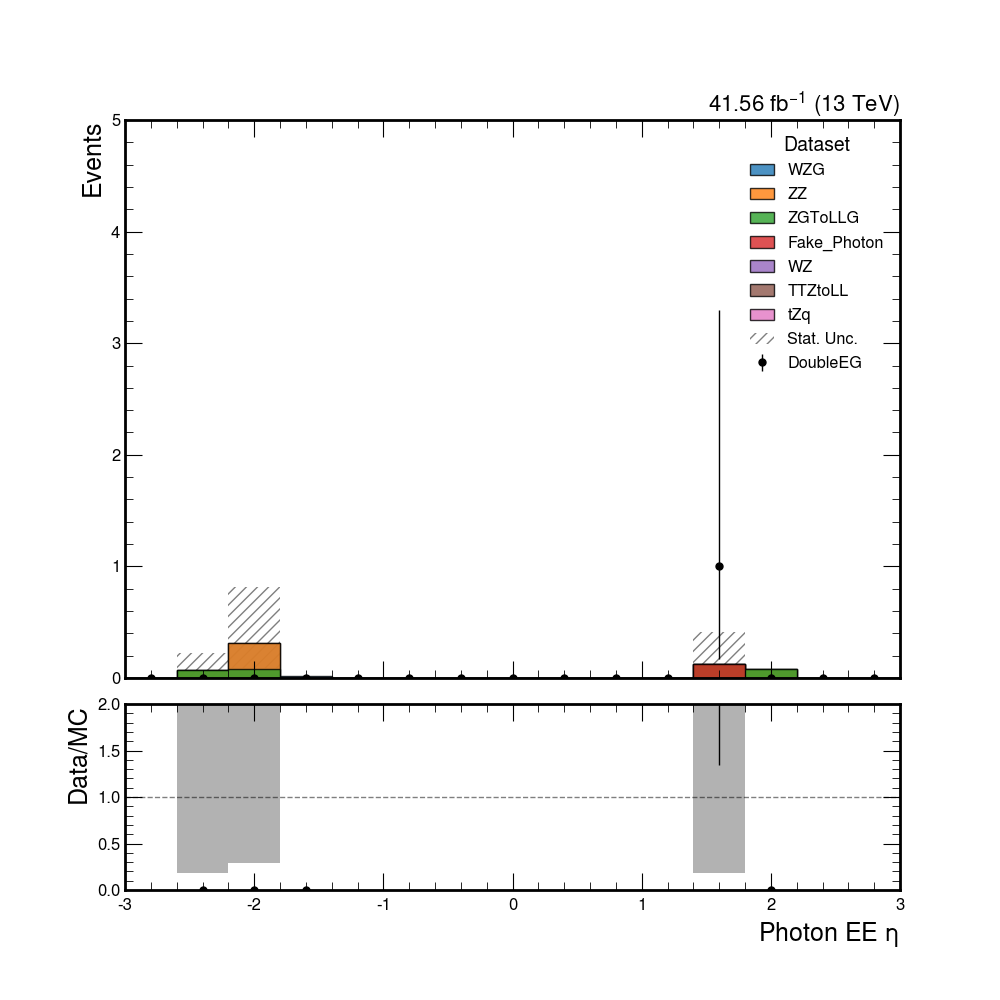 41.56 fb⁻¹ (13 TeV)
Events
5
4
3
2
1
0
Dataset
WZG
ZZ
ZGToLLG
Fake_Photon
WZ
TTZtoLL
tZq
Stat. Unc.
DoubleEG
Data/MC
2.0
1.5
1.0
0.5
0.0
-3 -2 -1 0 1 2 3
Photon EE η